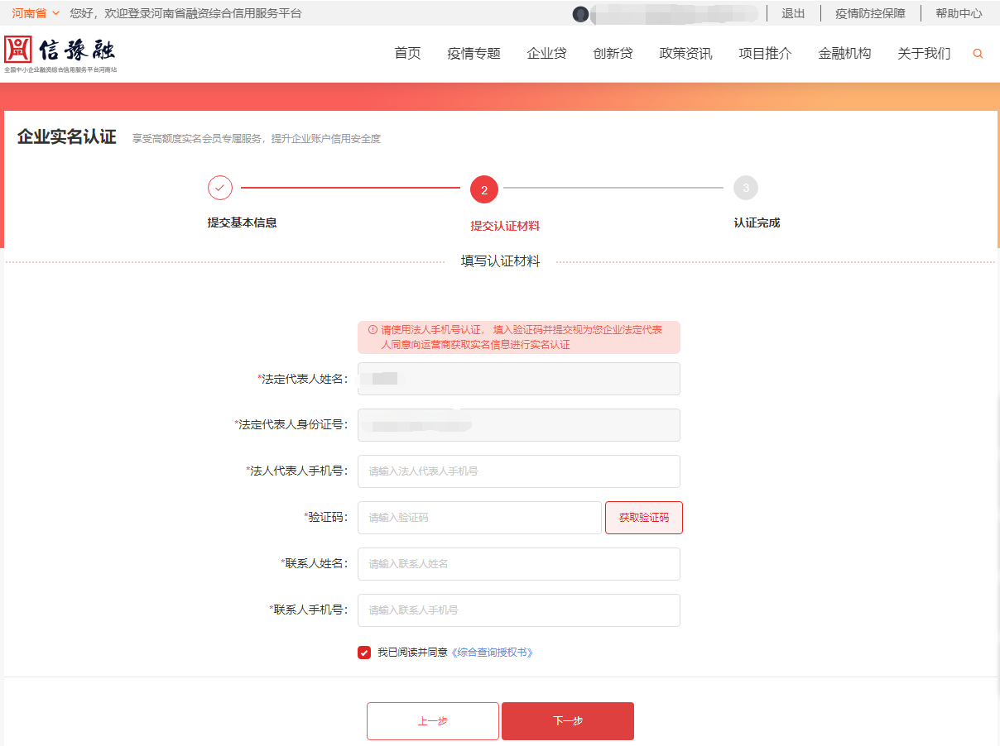 河南省 您好，欢迎登录河南省融资综合信用服务平台 退出 疫情防控保障 帮助中心
信豫融
全国中小企业融资综合信用服务平台河南站
首页 疫情专题 企业贷 创新贷 政策资讯 项目推介 金融机构 关于我们
企业实名认证 享受高额度实名会员专属服务，提升企业账户信用安全度
2 3
提交基本信息 提交认证材料 认证完成
填写认证材料
请使用法人手机号认证， 填入验证码并提交视为您企业法定代表
人同意向运营商获取实名信息进行实名认证
*法定代表人姓名：
*法定代表人身份证号：
*法人代表人手机号： 请输入法人代表人手机号
*验证码： 请输入验证码 获取验证码
*联系人姓名： 请输入联系人姓名
*联系人手机号： 请输入联系人手机号
我已阅读并同意《综合查询授权书》
上一步 下一步